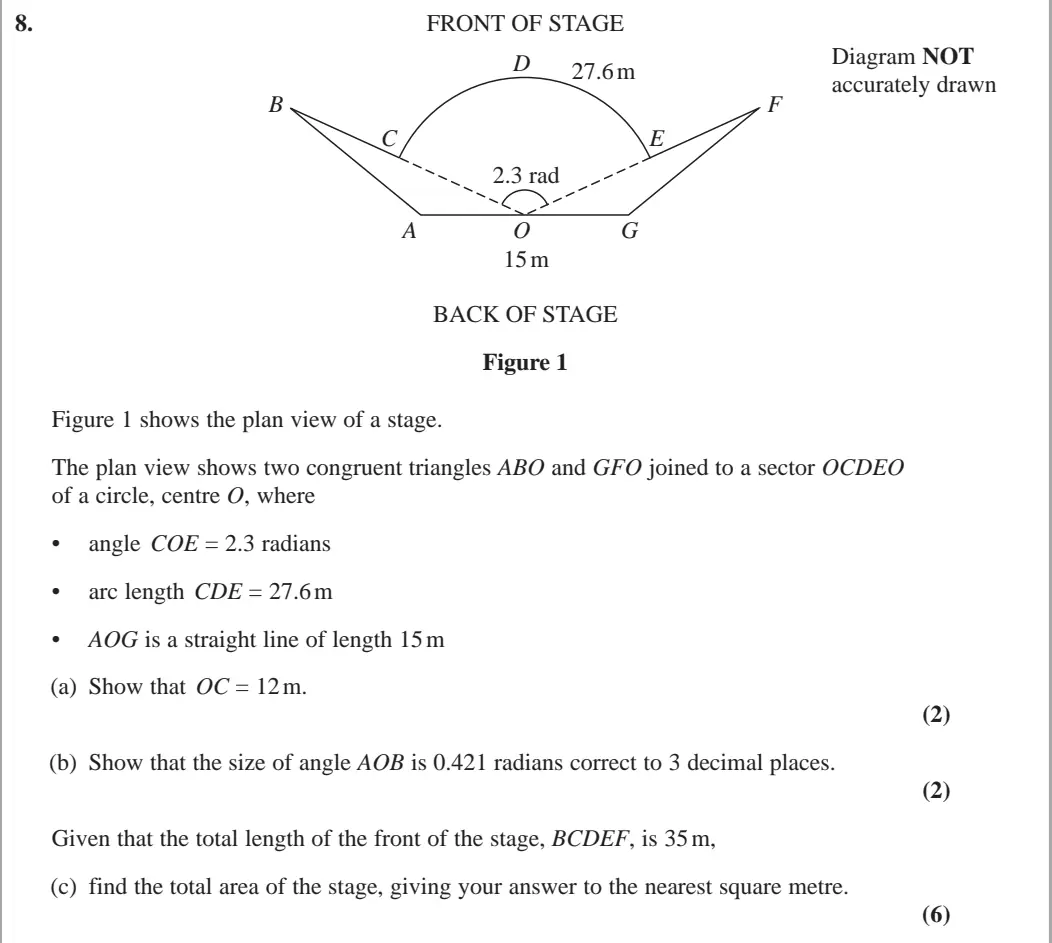 8.
FRONT OF STAGE
Diagram NOT
accurately drawn
D
27.6 m
B
F
C
E
2.3 rad
A
O
G
15 m
BACK OF STAGE
Figure 1
Figure 1 shows the plan view of a stage.
The plan view shows two congruent triangles ABO and GFO joined to a sector OCDEO
of a circle, centre O, where
• angle COE = 2.3 radians
• arc length CDE = 27.6 m
• AOG is a straight line of length 15 m
(a) Show that OC = 12 m.
(2)
(b) Show that the size of angle AOB is 0.421 radians correct to 3 decimal places.
(2)
Given that the total length of the front of the stage, BCDEF, is 35 m,
(c) find the total area of the stage, giving your answer to the nearest square metre.
(6)